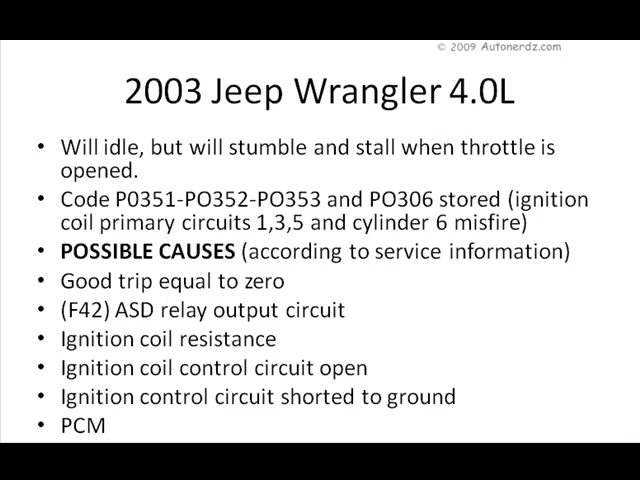 © 2009 Autonerdz.com
2003 Jeep Wrangler 4.0L
• Will idle, but will stumble and stall when throttle is
opened.
• Code P0351-PO352-PO353 and PO306 stored (ignition
coil primary circuits 1,3,5 and cylinder 6 misfire)
• POSSIBLE CAUSES (according to service information)
• Good trip equal to zero
• (F42) ASD relay output circuit
• Ignition coil resistance
• Ignition coil control circuit open
• Ignition control circuit shorted to ground
• PCM